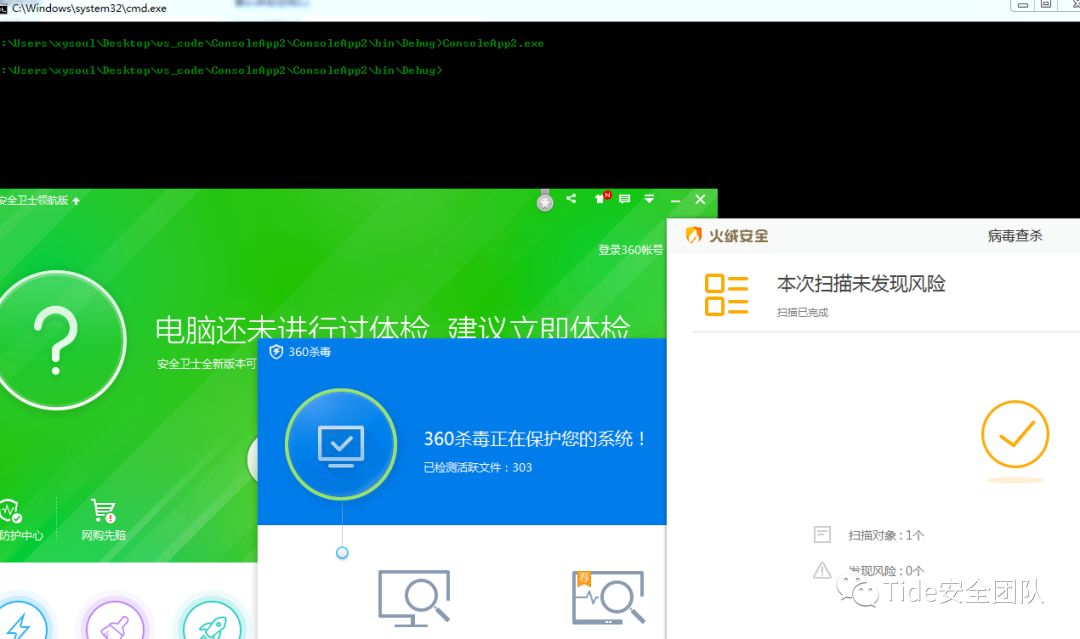 C:\Windows\system32\cmd.exe
:\Users\xysoul\Desktop\vs_code\ConsoleApp2\ConsoleApp2\bin\Debug>ConsoleApp2.exe
:\Users\xysoul\Desktop\vs_code\ConsoleApp2\ConsoleApp2\bin\Debug>
安全卫士领航版
N
登录360帐号
电脑还未进行过体检 建议立即体检
安全卫士全新版本可
防护中心
网购先赔
360杀毒
360杀毒正在保护您的系统！
已检测活跃文件：303
荐
火绒安全
病毒查杀
本次扫描未发现风险
扫描已完成
扫描对象：1个
发现风险：0个
Tide安全团队